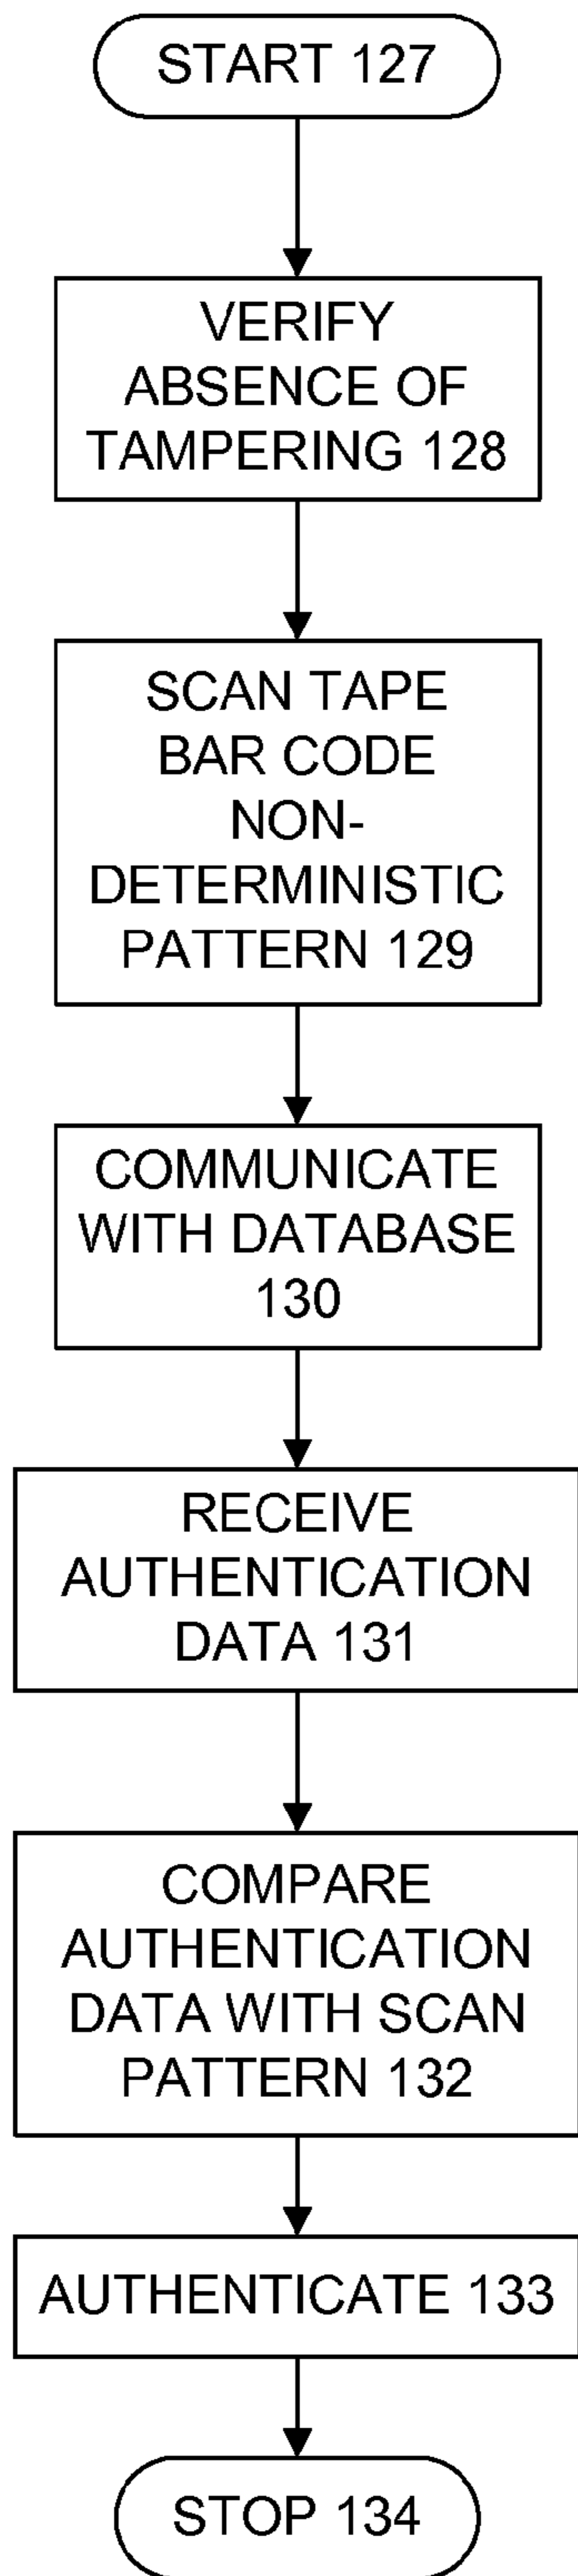 START 127
VERIFY
ABSENCE OF
TAMPERING 128
SCAN TAPE
BAR CODE
NON-
DETERMINISTIC
PATTERN 129
COMMUNICATE
WITH DATABASE
130
RECEIVE
AUTHENTICATION
DATA 131
COMPARE
AUTHENTICATION
DATA WITH SCAN
PATTERN 132
AUTHENTICATE 133
STOP 134